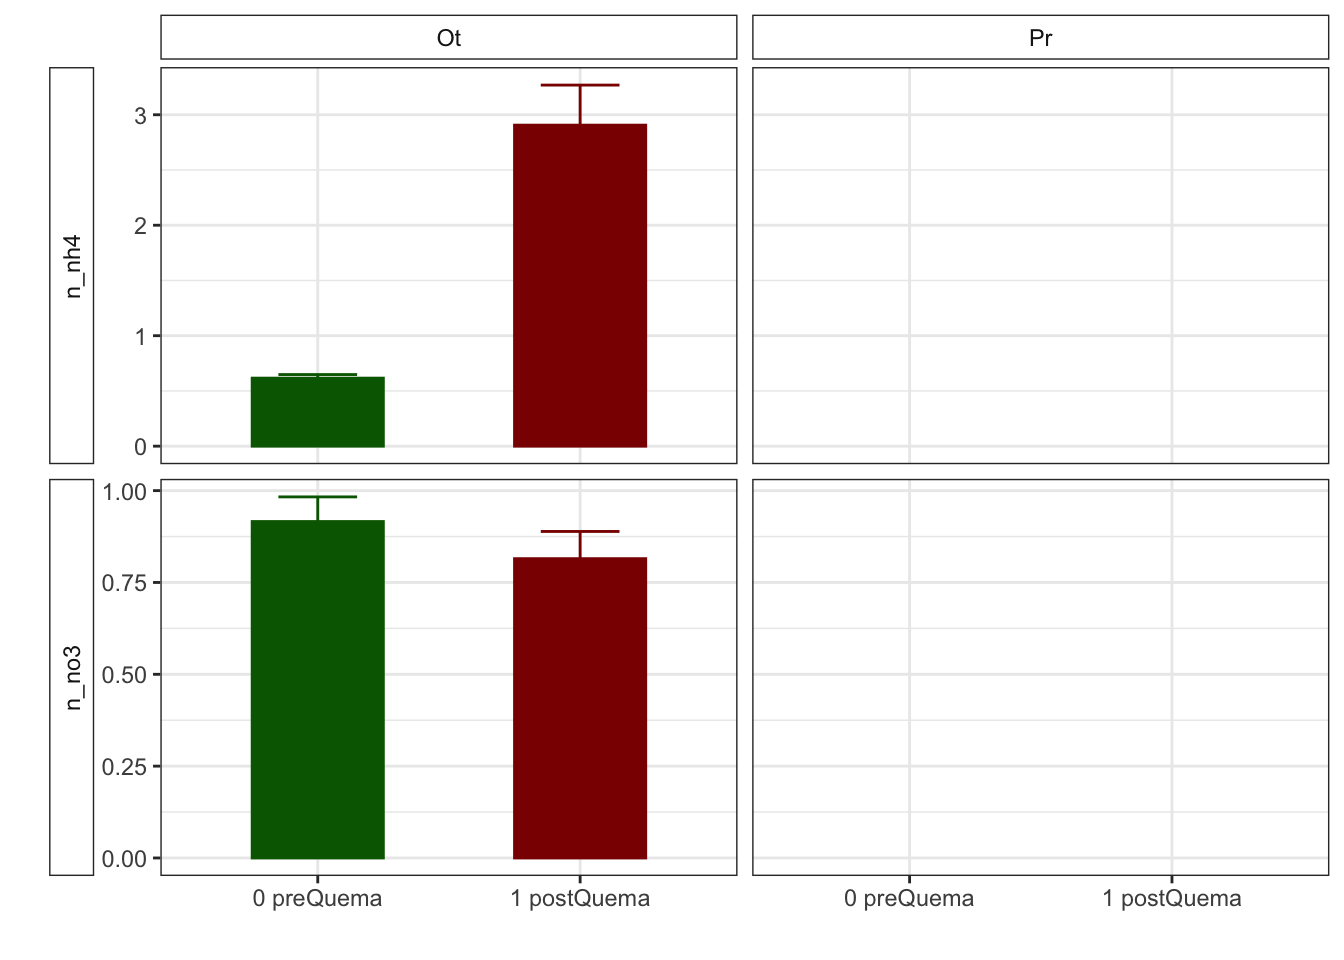 Ot
Pr
n_nh4
3
2
1
0
n_no3
1.00
0.75
0.50
0.25
0.00
0 preQuema
1 postQuema
0 preQuema
1 postQuema